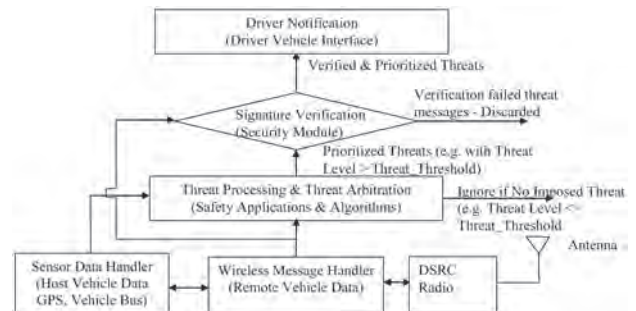 Driver Notification
(Driver Vehicle Interface)
Verified & Prioritized Threats
Signature Verification
(Security Module)
Verification failed threat
messages - Discarded
Prioritized Threats (e.g. with Threat
Level > Threat_Threshold)
Threat Processing & Threat Arbitration
(Safety Applications & Algorithms)
Ignore if No Imposed Threat
(e.g. Threat Level <=
Threat_Threshold
Antenna
Sensor Data Handler
(Host Vehicle Data
GPS, Vehicle Bus)
Wireless Message Handler
(Remote Vehicle Data)
DSRC
Radio